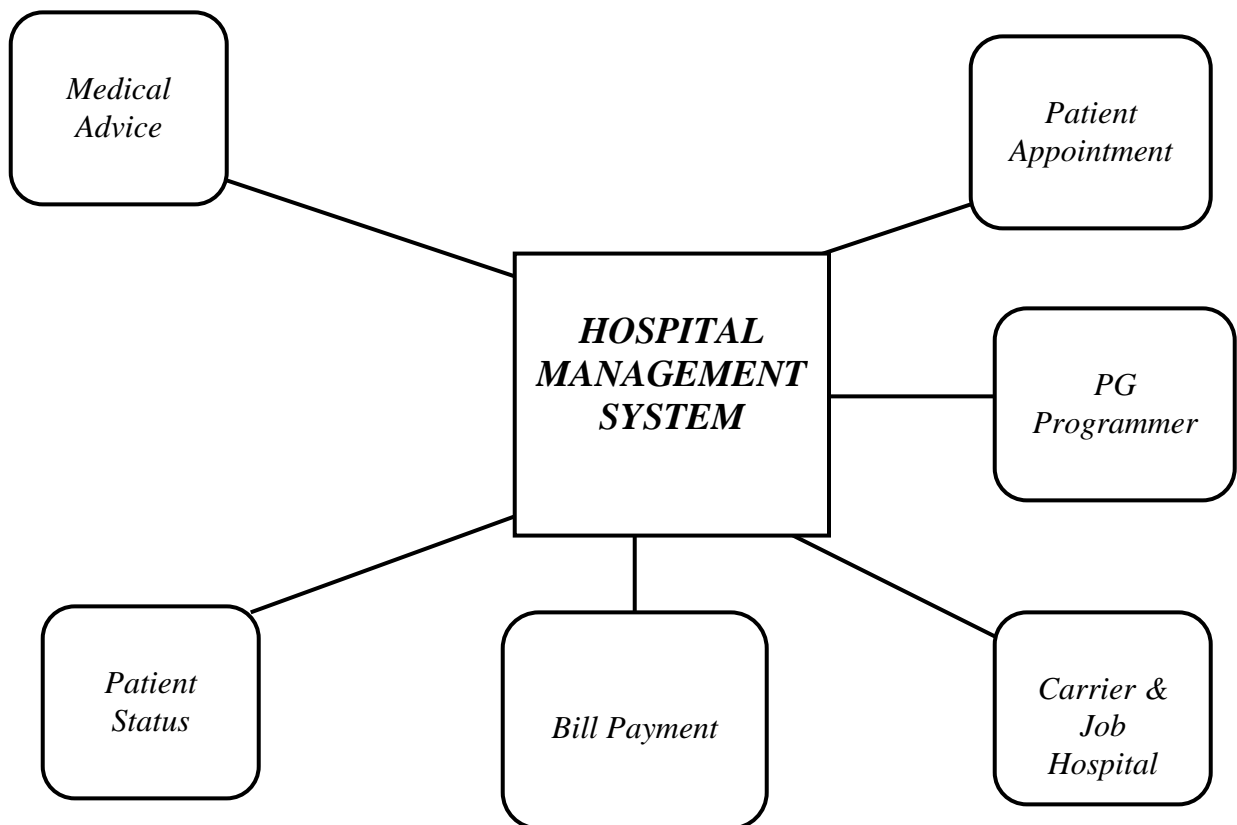 Medical
Advice
Patient
Appointment
HOSPITAL
MANAGEMENT
SYSTEM
PG
Programmer
Patient
Status
Bill Payment
Carrier &
Job
Hospital